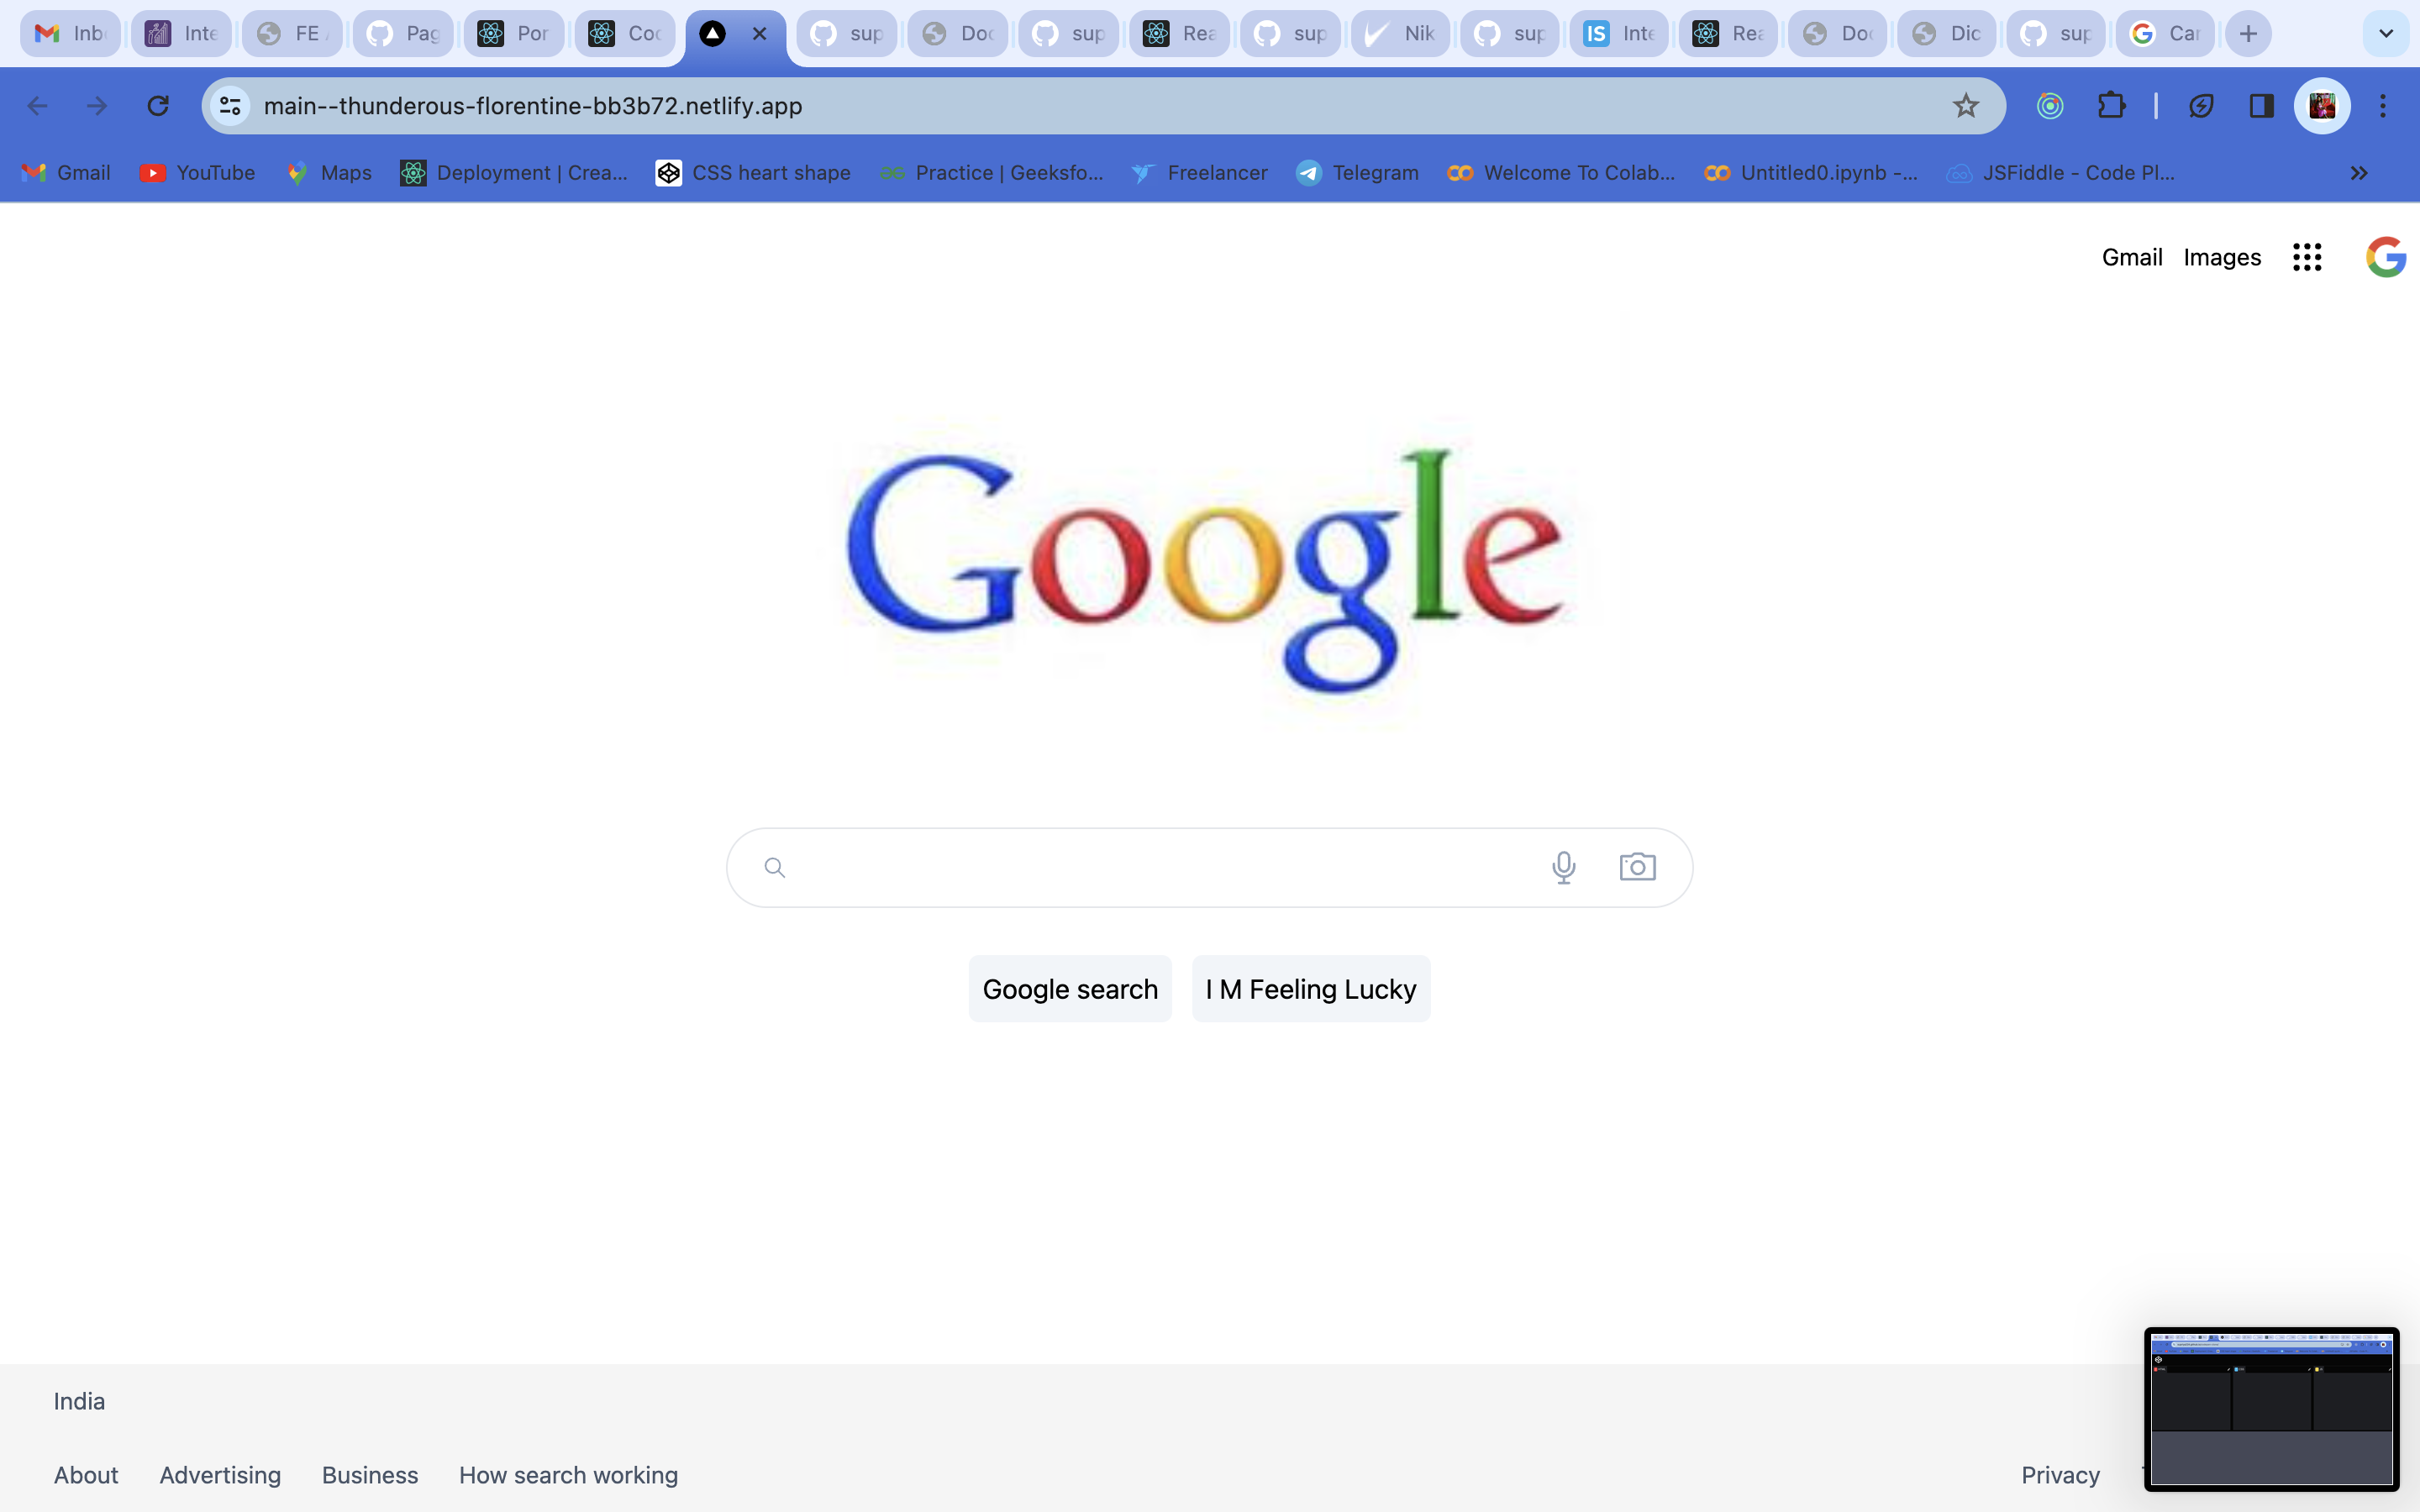 Inb Inte FE Pag Por Coc sup Doc sup Rea sup Nik sup IS Inte Rea Doc Dic sup Car
main--thunderous-florentine-bb3b72.netlify.app
Gmail YouTube Maps Deployment | Crea... CSS heart shape Practice | Geeksfo... Freelancer Telegram Welcome To Colab... Untitled0.ipynb -... JSFiddle - Code Pl...
Gmail Images
Google
Google search I M Feeling Lucky
India
About Advertising Business How search working Privacy